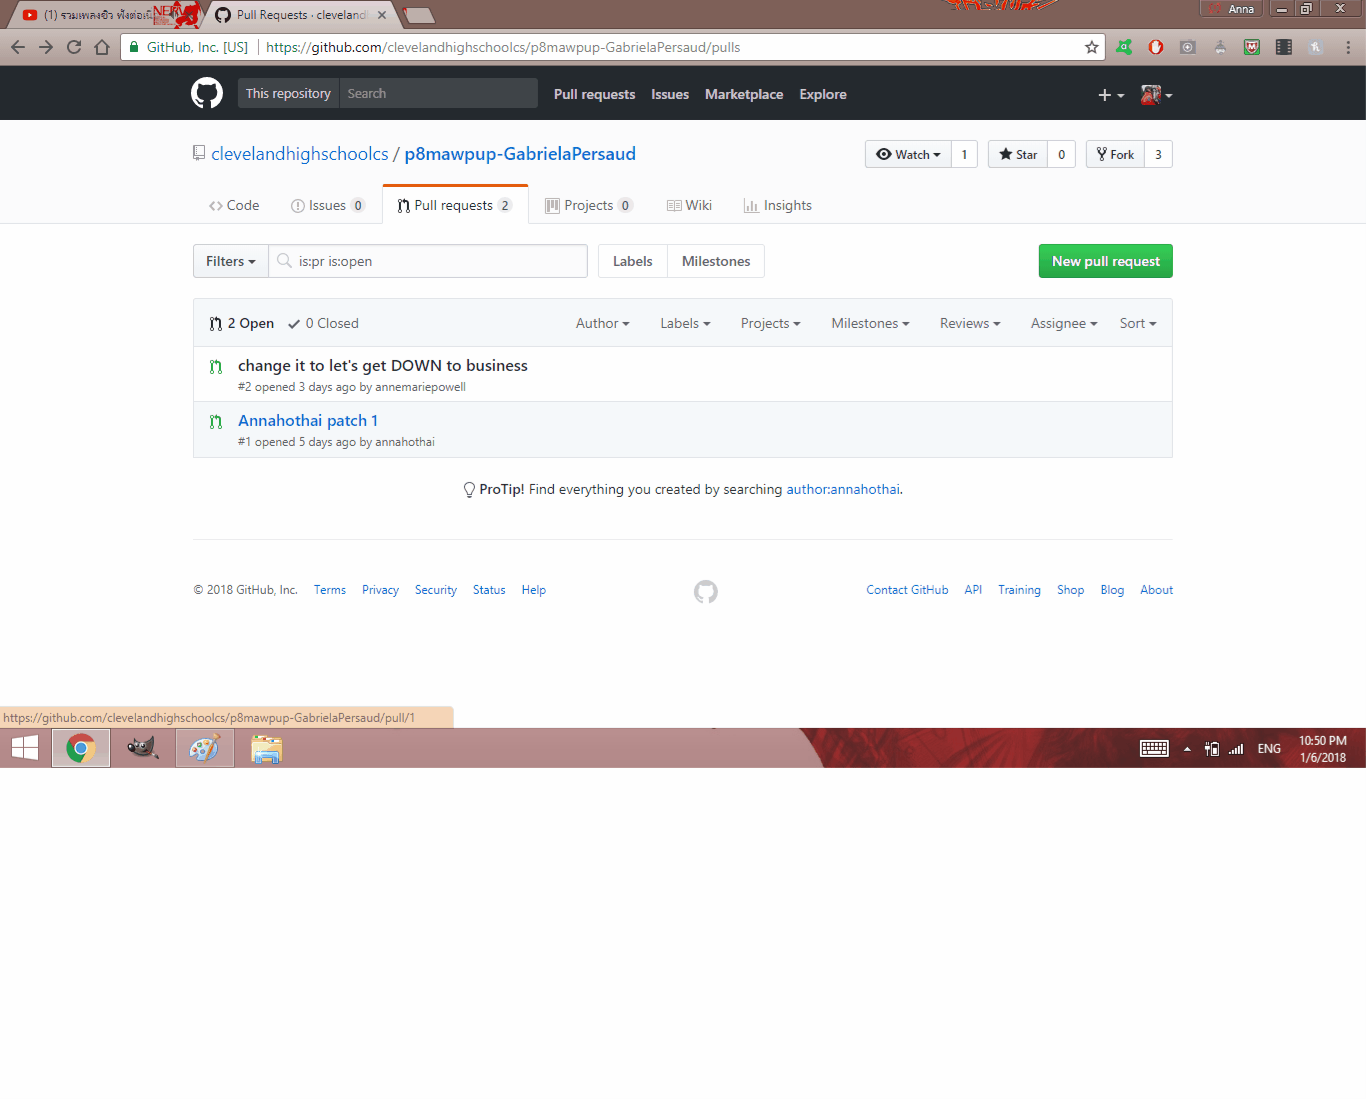 (1) รวมเพลงจิ๋ว ฟังต่อเนื่
NERV
Pull Requests · cleveland
Anna
GitHub, Inc. [US] https://github.com/clevelandhighschoolcs/p8mawpup-GabrielaPersaud/pulls
This repository Search Pull requests Issues Marketplace Explore
clevelandhighschoolcs / p8mawpup-GabrielaPersaud
Watch 1 Star 0 Fork 3
Code Issues 0 Pull requests 2 Projects 0 Wiki Insights
Filters is:pr is:open Labels Milestones New pull request
2 Open 0 Closed Author Labels Projects Milestones Reviews Assignee Sort
change it to let's get DOWN to business
#2 opened 3 days ago by annemariepowell
Annahothai patch 1
#1 opened 5 days ago by annahothai
ProTip! Find everything you created by searching author:annahothai.
© 2018 GitHub, Inc. Terms Privacy Security Status Help Contact GitHub API Training Shop Blog About
https://github.com/clevelandhighschoolcs/p8mawpup-GabrielaPersaud/pull/1
ENG
10:50 PM
1/6/2018